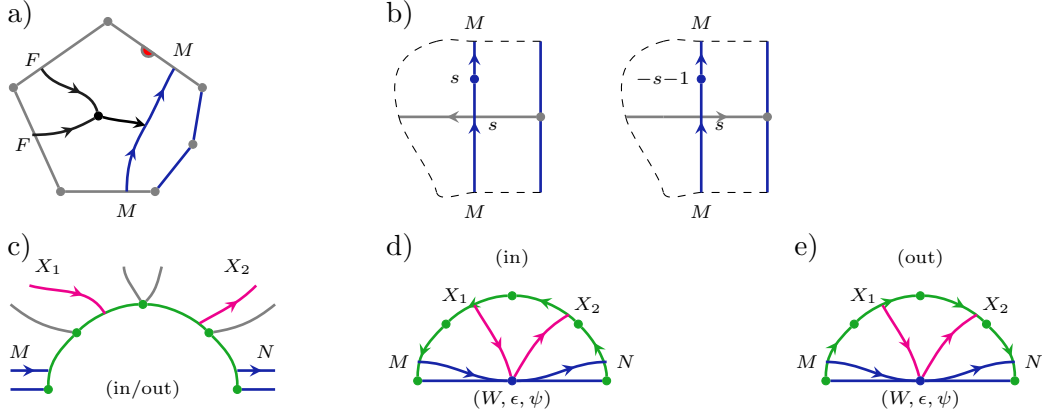 a)
F
M
F
M
b)
M
s
s
M
M
−s−1
s
M
c)
X₁
X₂
M
N
(in/out)
d)
(in)
X₁
X₂
M
N
(W, ϵ, ψ)
e)
(out)
X₁
X₂
M
N
(W, ϵ, ψ)